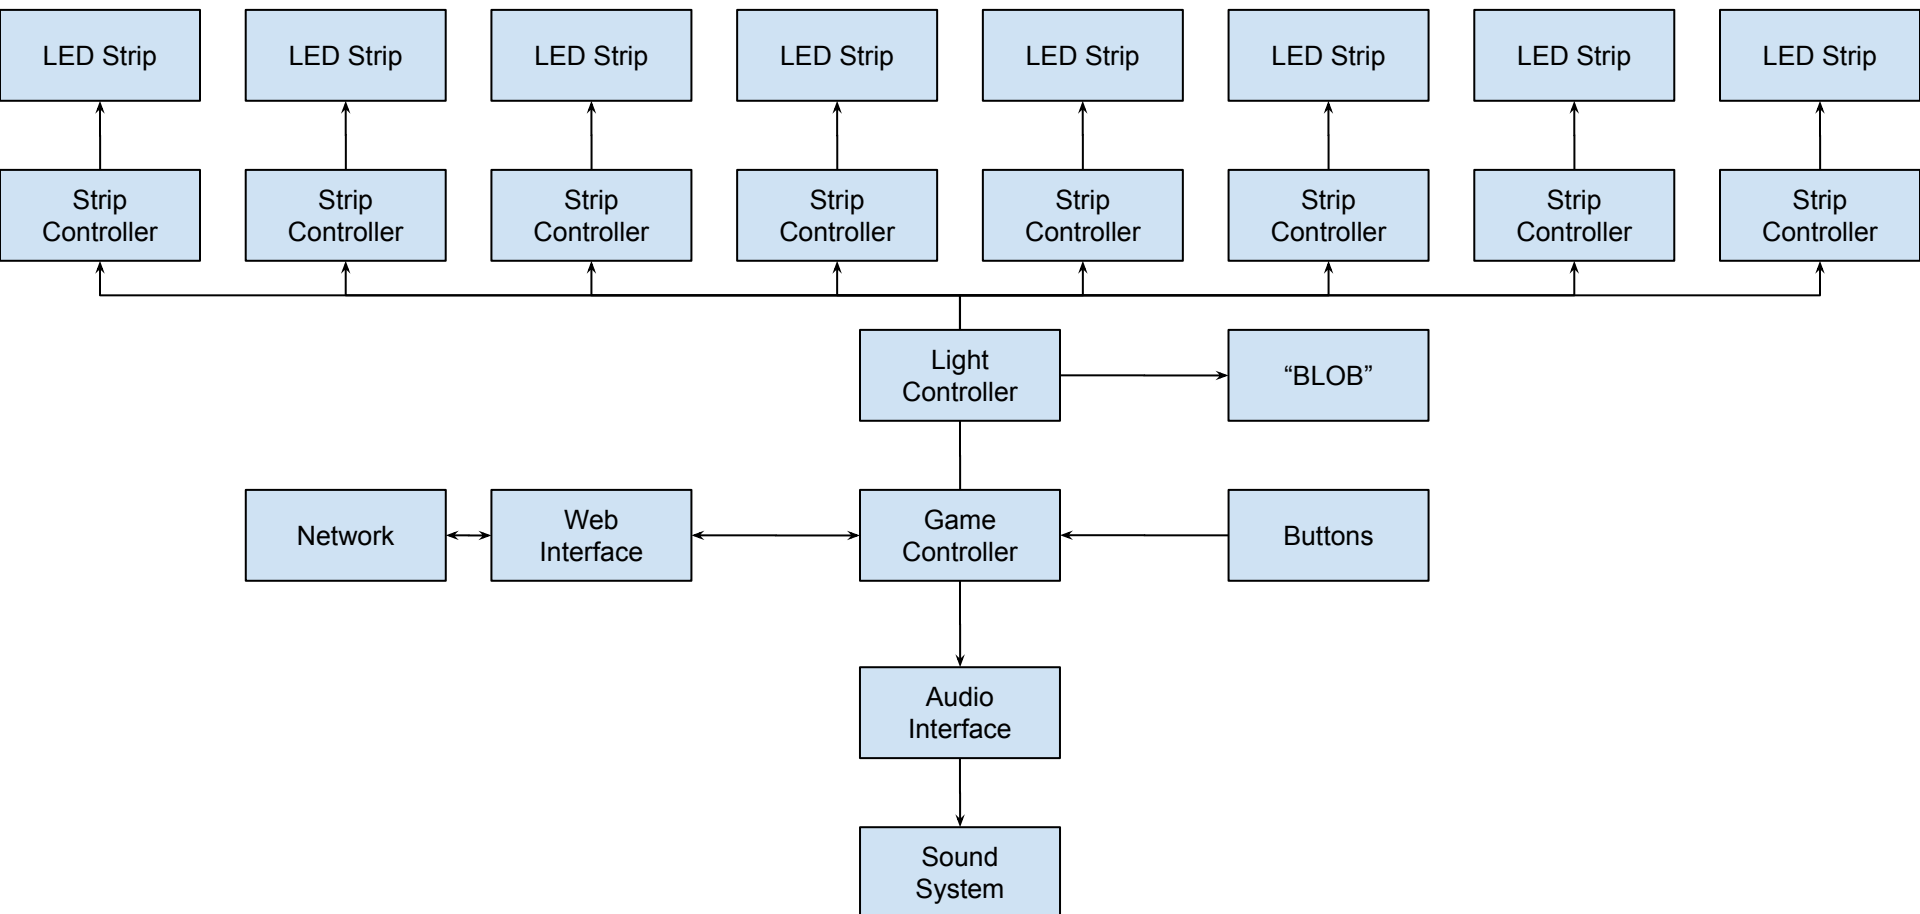 LED Strip
LED Strip
LED Strip
LED Strip
LED Strip
LED Strip
LED Strip
LED Strip
Strip
Controller
Strip
Controller
Strip
Controller
Strip
Controller
Strip
Controller
Strip
Controller
Strip
Controller
Strip
Controller
Light
Controller
“BLOB”
Network
Web
Interface
Game
Controller
Buttons
Audio
Interface
Sound
System